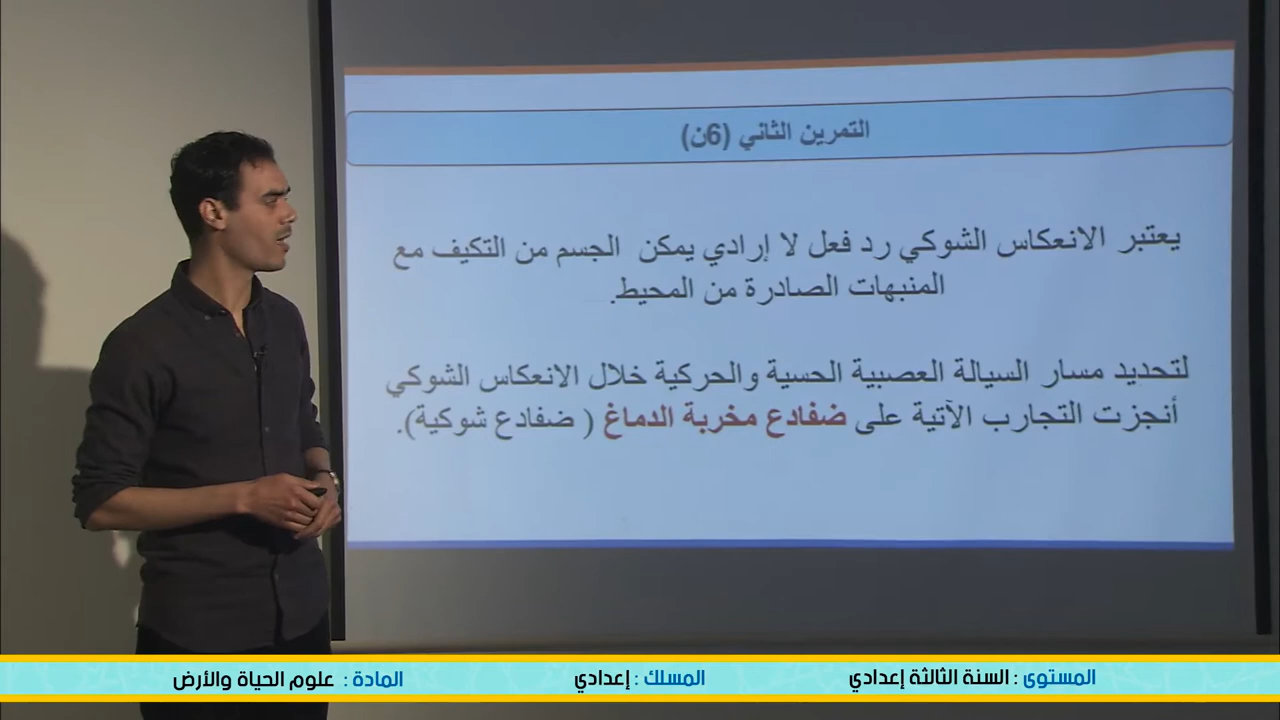 التمرين الثاني (6ن)
يعتبر الانعكاس الشوكي رد فعل لا إرادي يمكن الجسم من التكيف مع
المنبهات الصادرة من المحيط.
لتحديد مسار السيالة العصبية الحسية والحركية خلال الانعكاس الشوكي
أنجزت التجارب الآتية على ضفادع مخربة الدماغ ( ضفادع شوكية).
المستوى : السنة الثالثة إعدادي
المسلك : إعدادي
المادة : علوم الحياة والأرض